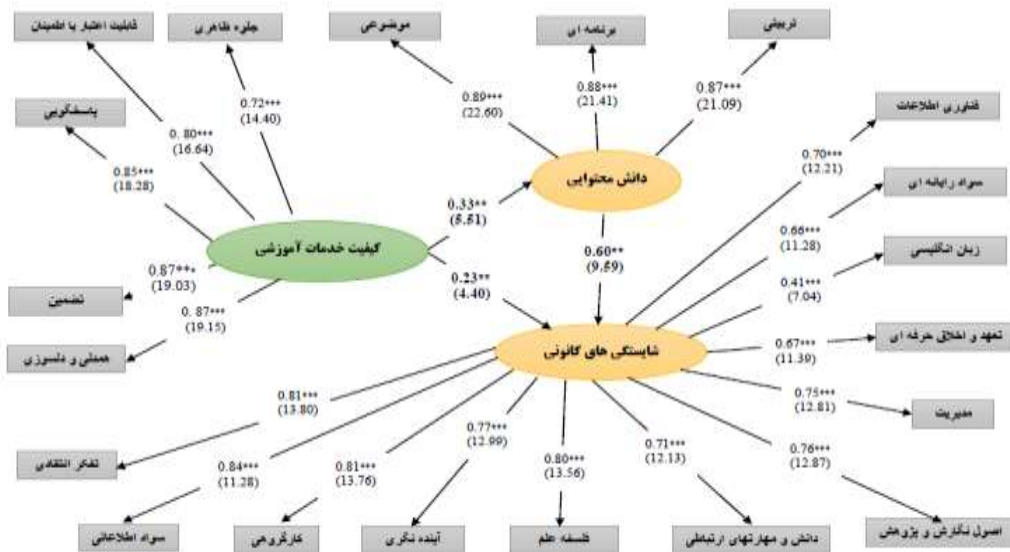 قابلیت اعتبار یا اطمینان
جلوه ظاهری
موضوعی
برنامه ای
تربیتی
0.72***
(14.40)
0.89***
(22.60)
0.88***
(21.41)
0.87***
(21.09)
پاسخگویی
0. 80***
(16.64)
0.85***
(18.28)
فناوری اطلاعات
0.70***
(12.21)
دانش محتوایی
سواد رایانه ای
0.33**
(5.51)
0.60**
(9.59)
0.66***
(11.28)
کیفیت خدمات آموزشی
زبان انگلیسی
0.23**
(4.40)
0.41***
(7.04)
0.87***
(19.03)
تضمین
0. 87***
(19.15)
همدلی و دلسوزی
شایستگی های کانونی
تعهد و اخلاق حرفه ای
0.67***
(11.39)
0.75***
(12.81)
مدیریت
0.81***
(13.80)
تفکر انتقادی
0.84***
(11.28)
0.81***
(13.76)
0.77***
(12.99)
0.80***
(13.56)
0.71***
(12.13)
0.76***
(12.87)
سواد اطلاعاتی
کارگروهی
آینده نگری
فلسفه علم
دانش و مهارتهای ارتباطی
اصول نگارش و پژوهش